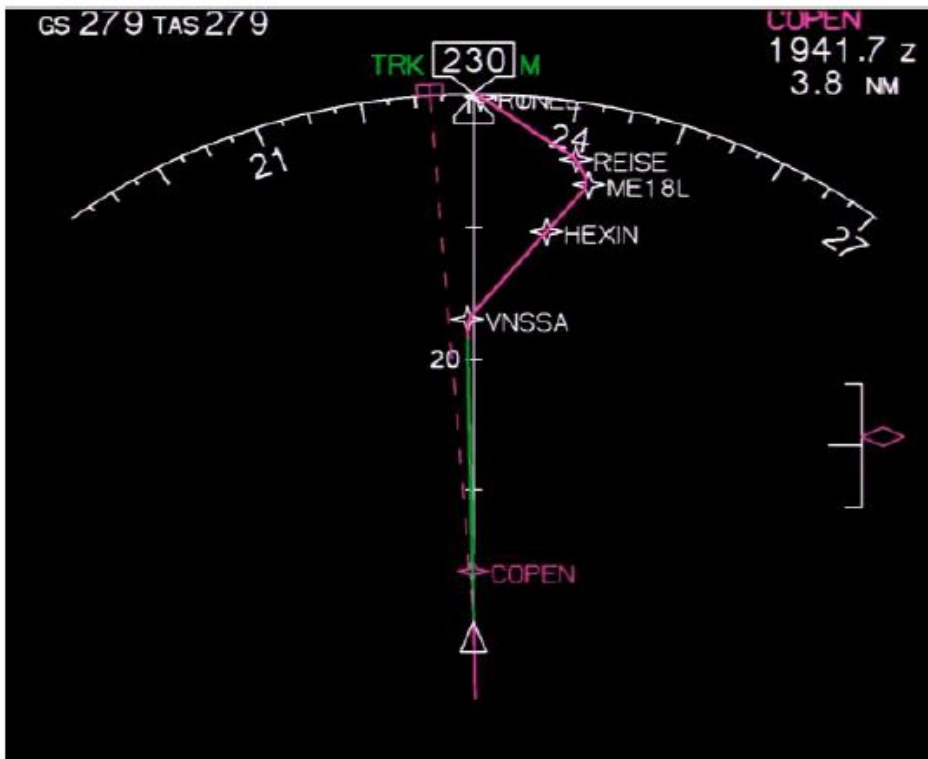 GS 279 TAS 279
COPEN
1941.7 Z
3.8 NM
TRK 230 M
21
24
27
REISE
ME18L
HEXIN
VNSSA
20
COPEN